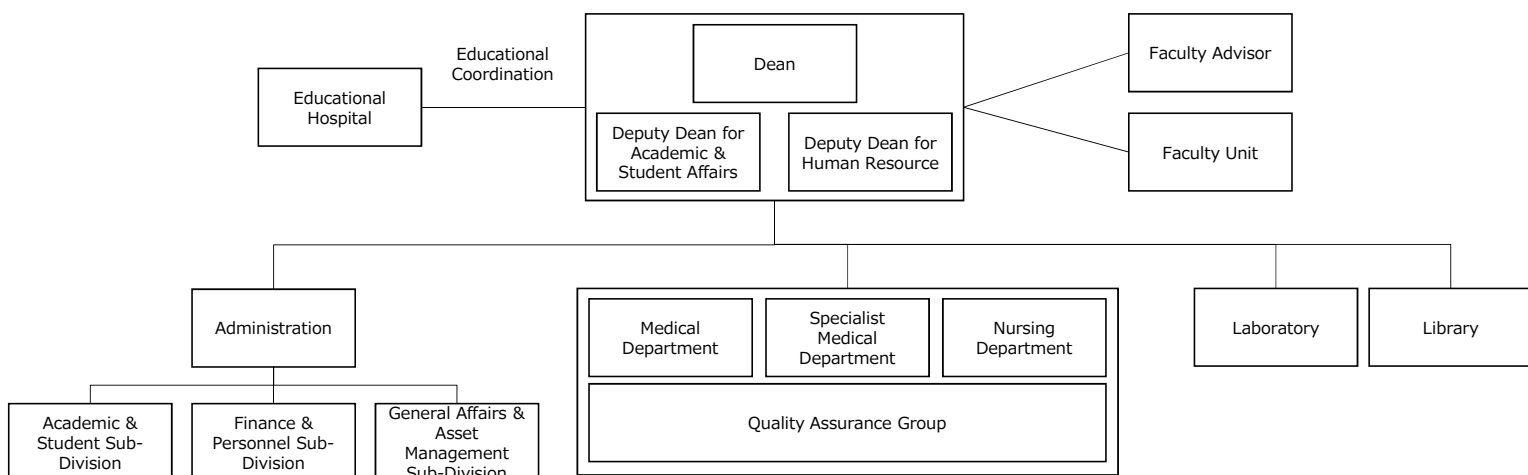 Educational
Coordination
Dean
Faculty Advisor
Educational
Hospital
Deputy Dean for
Academic &
Student Affairs
Deputy Dean for
Human Resource
Faculty Unit
Administration
Medical
Department
Specialist
Medical
Department
Nursing
Department
Laboratory
Library
Academic &
Student Sub-
Division
Finance &
Personnel Sub-
Division
General Affairs &
Asset
Management
Sub-Division
Quality Assurance Group